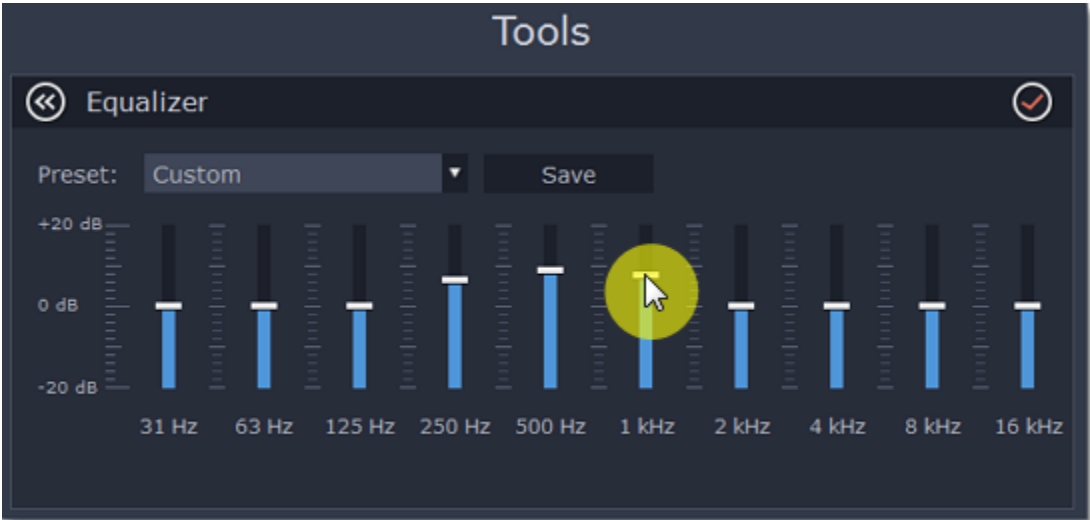 Tools
Equalizer
Preset: Custom Save
+20 dB
0 dB
-20 dB
31 Hz 63 Hz 125 Hz 250 Hz 500 Hz 1 kHz 2 kHz 4 kHz 8 kHz 16 kHz